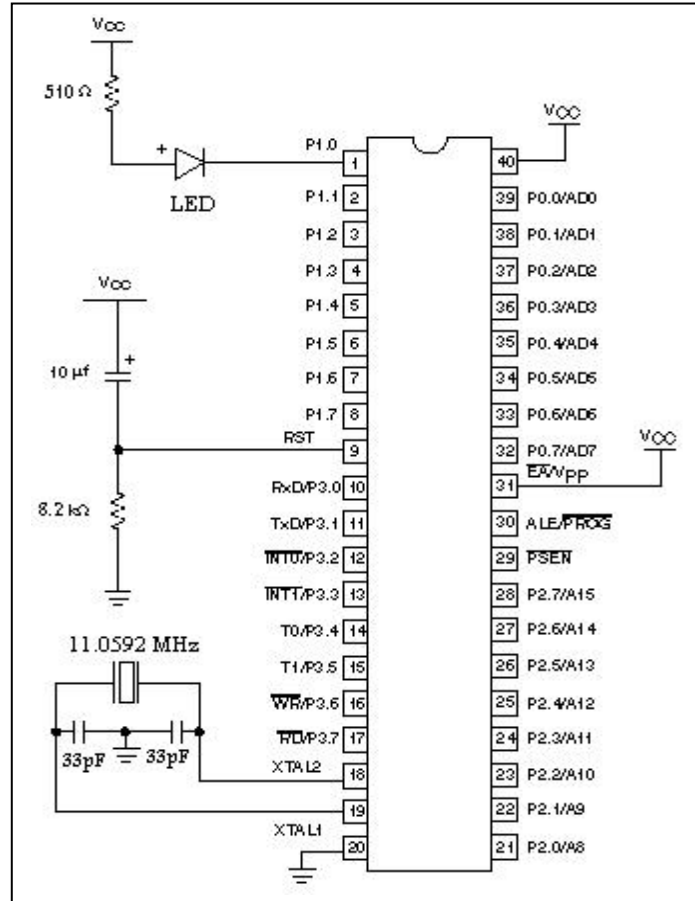 VCC
510 Ω
+
LED
P1.0
1
P1.1 2
P1.2 3
P1.3 4
P1.4 5
P1.5 6
P1.6 7
P1.7 8
RST
9
VCC
+
10 µf
8.2 kΩ
RxD/P3.0 10
TxD/P3.1 11
INT0/P3.2 12
INT1/P3.3 13
T0/P3.4 14
T1/P3.5 15
WR/P3.6 16
RD/P3.7 17
XTAL2
18
19
XTAL1
20
11.0592 MHz
33pF 33pF
VCC
40
39 P0.0/AD0
38 P0.1/AD1
37 P0.2/AD2
36 P0.3/AD3
35 P0.4/AD4
34 P0.5/AD5
33 P0.6/AD6
32 P0.7/AD7
VCC
31 EA/VPP
30 ALE/PROG
29 PSEN
28 P2.7/A15
27 P2.6/A14
26 P2.5/A13
25 P2.4/A12
24 P2.3/A11
23 P2.2/A10
22 P2.1/A9
21 P2.0/A8